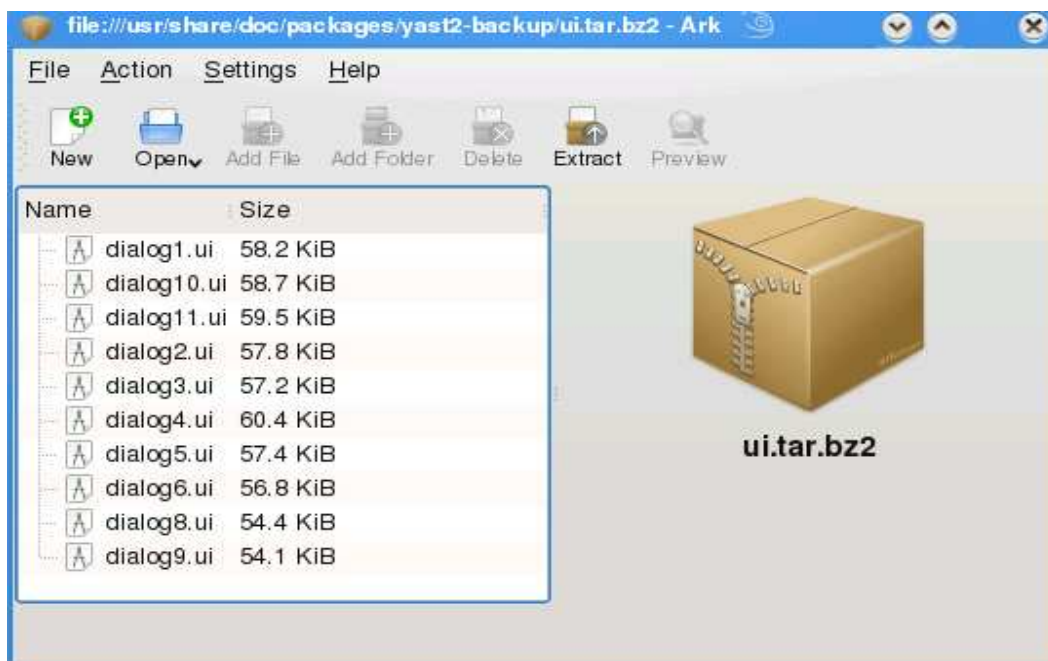 file:///usr/share/doc/packages/yast2-backup/ui.tar.bz2 - Ark
File Action Settings Help
New Open Add File Add Folder Delete Extract Preview
Name Size
dialog1.ui 58.2 KiB
dialog10.ui 58.7 KiB
dialog11.ui 59.5 KiB
dialog2.ui 57.8 KiB
dialog3.ui 57.2 KiB
dialog4.ui 60.4 KiB
dialog5.ui 57.4 KiB
dialog6.ui 56.8 KiB
dialog8.ui 54.4 KiB
dialog9.ui 54.1 KiB
ui.tar.bz2